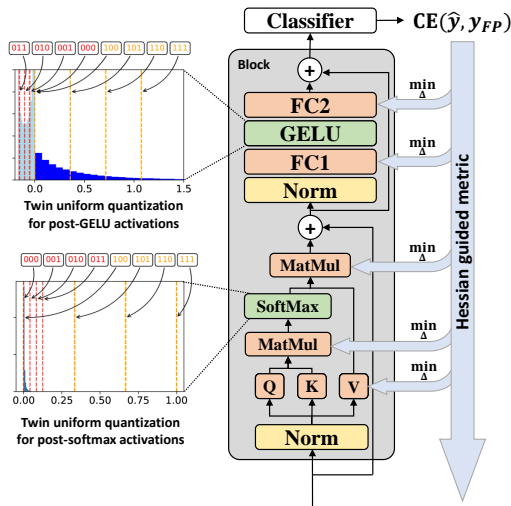 Classifier
CE(ŷ, y_FP)
Block
+
FC2
GELU
FC1
Norm
+
MatMul
SoftMax
MatMul
Q K V
Norm
min
Δ
min
Δ
min
Δ
min
Δ
min
Δ
Hessian guided metric
011 010 001 000 100 101 110 111
0.0 0.5 1.0 1.5
Twin uniform quantization
for post-GELU activations
000 001 010 011 100 101 110 111
0.00 0.25 0.50 0.75 1.00
Twin uniform quantization
for post-softmax activations